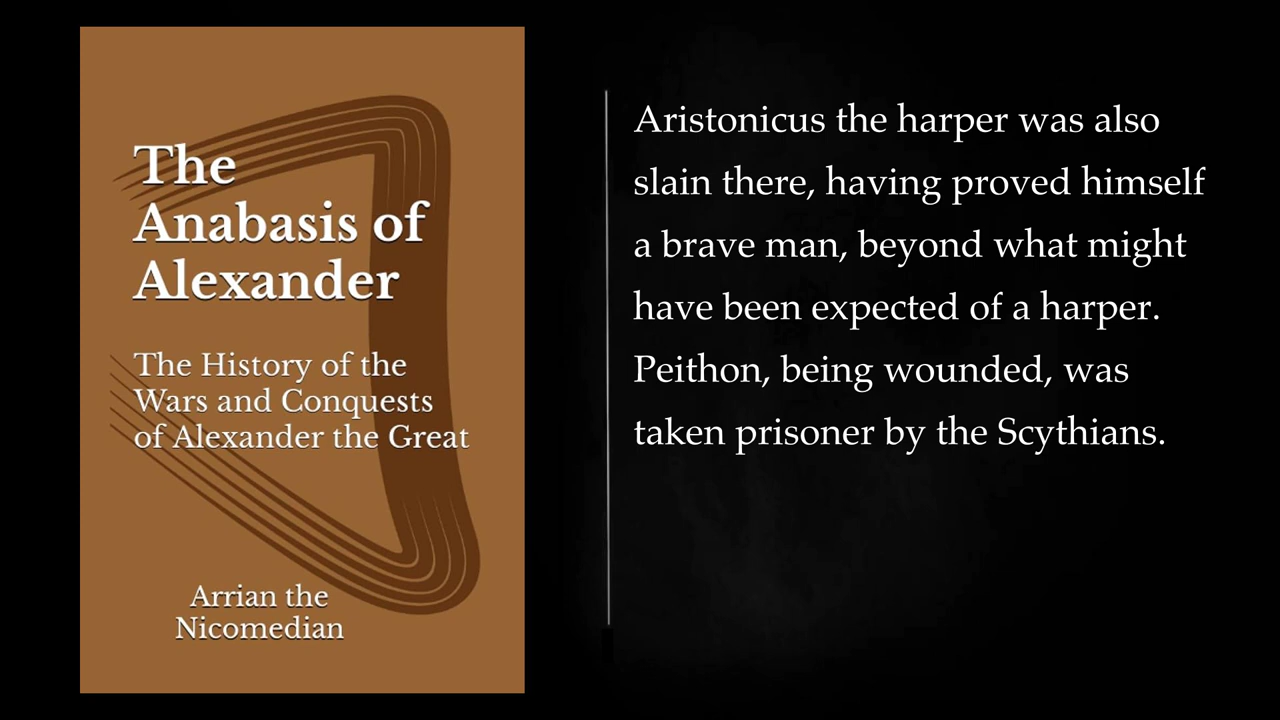 The
Anabasis of
Alexander
The History of the
Wars and Conquests
of Alexander the Great
Arrian the
Nicomedian
Aristonicus the harper was also
slain there, having proved himself
a brave man, beyond what might
have been expected of a harper.
Peithon, being wounded, was
taken prisoner by the Scythians.